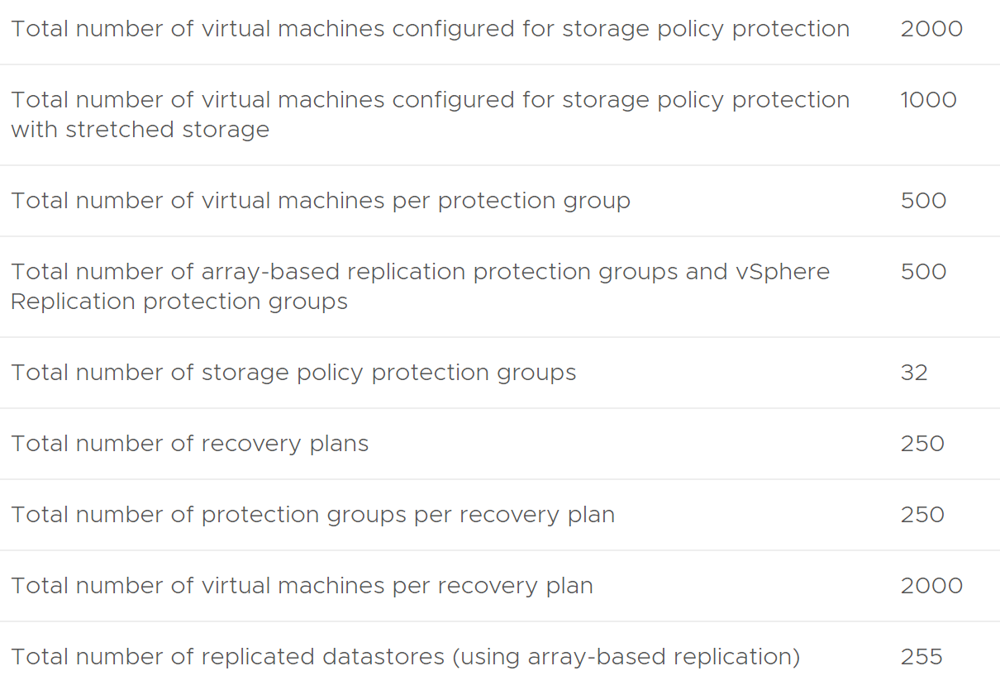 Total number of virtual machines configured for storage policy protection 2000
Total number of virtual machines configured for storage policy protection 1000
with stretched storage
Total number of virtual machines per protection group 500
Total number of array-based replication protection groups and vSphere 500
Replication protection groups
Total number of storage policy protection groups 32
Total number of recovery plans 250
Total number of protection groups per recovery plan 250
Total number of virtual machines per recovery plan 2000
Total number of replicated datastores (using array-based replication) 255